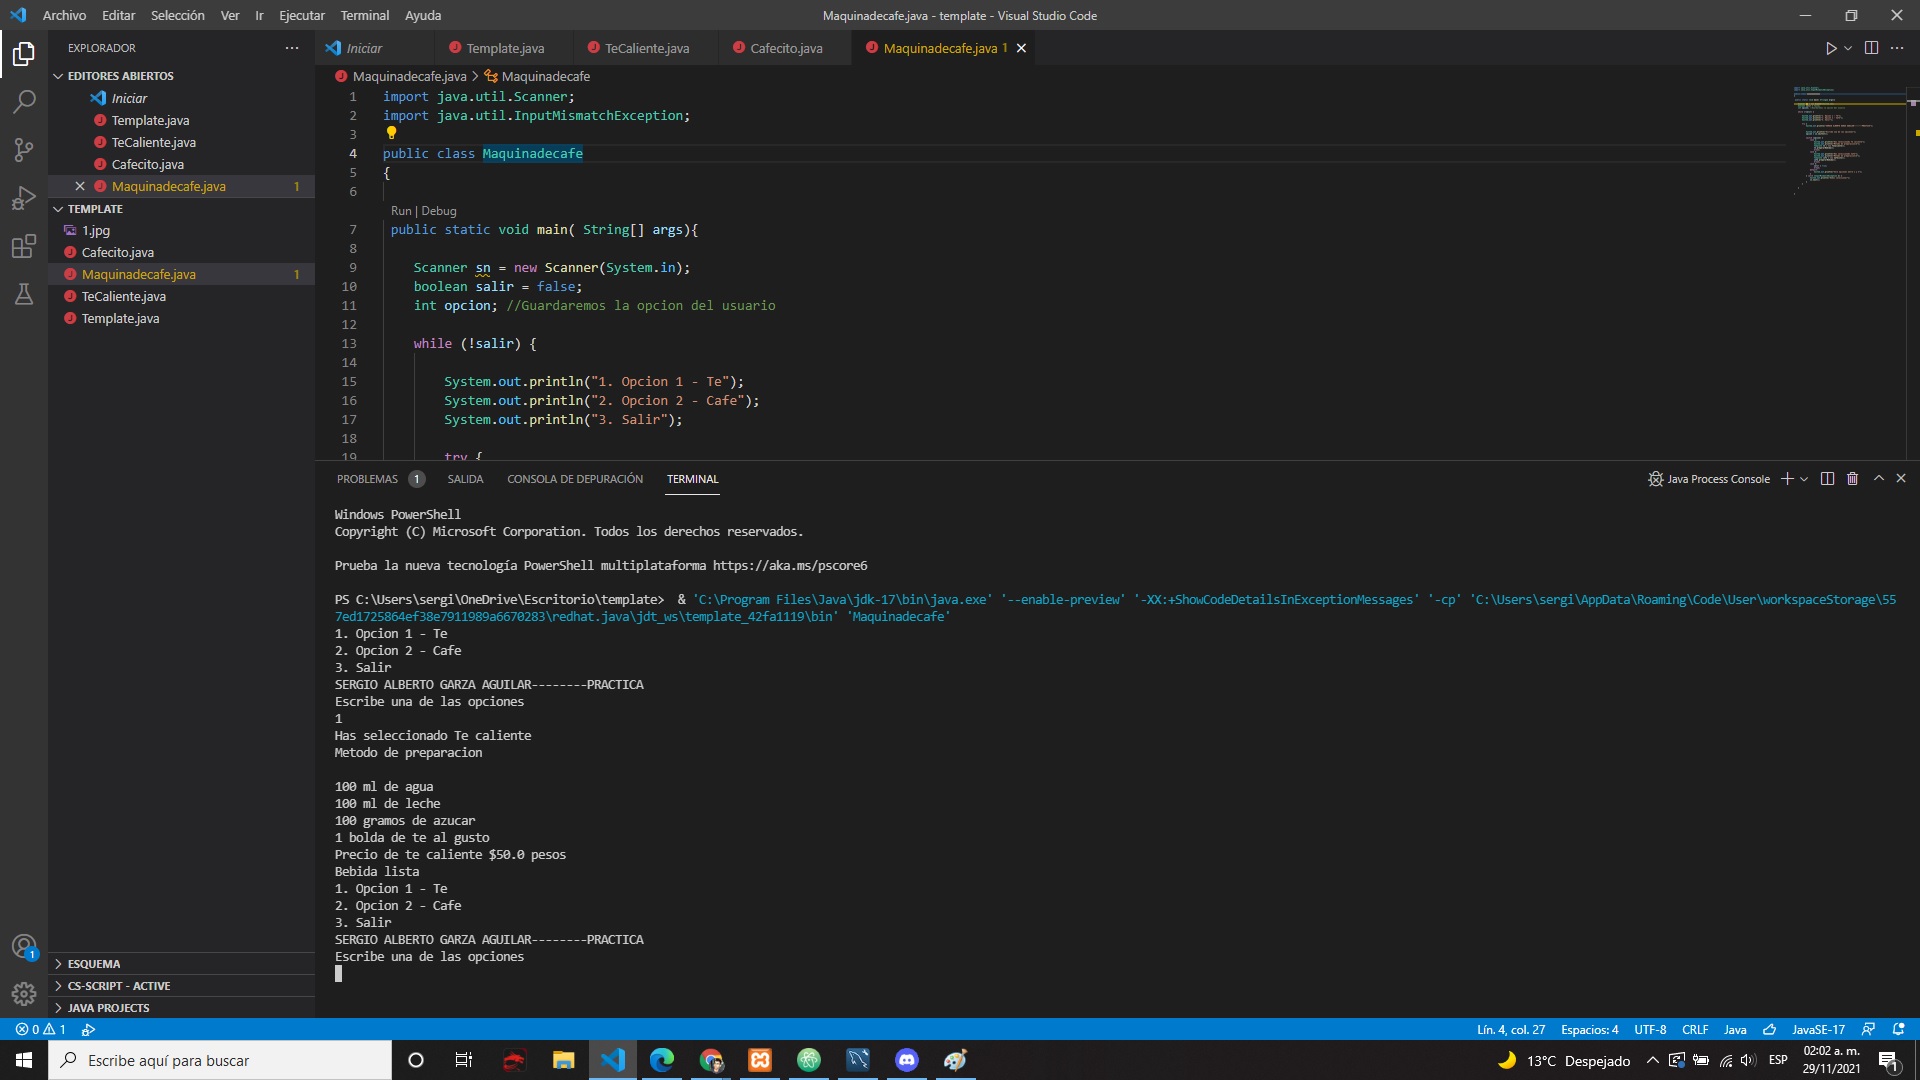 Archivo Editar Selección Ver Ir Ejecutar Terminal Ayuda
Maquinadecafe.java - template - Visual Studio Code
EXPLORADOR
EDITORES ABIERTOS
Iniciar
Template.java
TeCaliente.java
Cafecito.java
Maquinadecafe.java 1
TEMPLATE
1.jpg
Cafecito.java
Maquinadecafe.java 1
TeCaliente.java
Template.java
ESQUEMA
CS-SCRIPT - ACTIVE
JAVA PROJECTS
Iniciar Template.java TeCaliente.java Cafecito.java Maquinadecafe.java 1
Maquinadecafe.java > Maquinadecafe
1 import java.util.Scanner;
2 import java.util.InputMismatchException;
3
4 public class Maquinadecafe
5 {
6
Run | Debug
7 public static void main( String[] args){
8
9 Scanner sn = new Scanner(System.in);
10 boolean salir = false;
11 int opcion; //Guardaremos la opcion del usuario
12
13 while (!salir) {
14
15 System.out.println("1. Opcion 1 - Te");
16 System.out.println("2. Opcion 2 - Cafe");
17 System.out.println("3. Salir");
18
19 try {
PROBLEMAS 1 SALIDA CONSOLA DE DEPURACIÓN TERMINAL
Java Process Console
Windows PowerShell
Copyright (C) Microsoft Corporation. Todos los derechos reservados.
Prueba la nueva tecnología PowerShell multiplataforma https://aka.ms/pscore6
PS C:\Users\sergi\OneDrive\Escritorio\template>  & 'C:\Program Files\Java\jdk-17\bin\java.exe' '--enable-preview' '-XX:+ShowCodeDetailsInExceptionMessages' '-cp' 'C:\Users\sergi\AppData\Roaming\Code\User\workspaceStorage\55
7ed1725864ef38e7911989a6670283\redhat.java\jdt_ws\template_42fa1119\bin' 'Maquinadecafe'
1. Opcion 1 - Te
2. Opcion 2 - Cafe
3. Salir
SERGIO ALBERTO GARZA AGUILAR--------PRACTICA
Escribe una de las opciones
1
Has seleccionado Te caliente
Metodo de preparacion
100 ml de agua
100 ml de leche
100 gramos de azucar
1 bolda de te al gusto
Precio de te caliente $50.0 pesos
Bebida lista
1. Opcion 1 - Te
2. Opcion 2 - Cafe
3. Salir
SERGIO ALBERTO GARZA AGUILAR--------PRACTICA
Escribe una de las opciones
1
0 1
Lín. 4, col. 27 Espacios: 4 UTF-8 CRLF Java JavaSE-17
Escribe aquí para buscar
13°C Despejado ESP
02:02 a. m.
29/11/2021
1